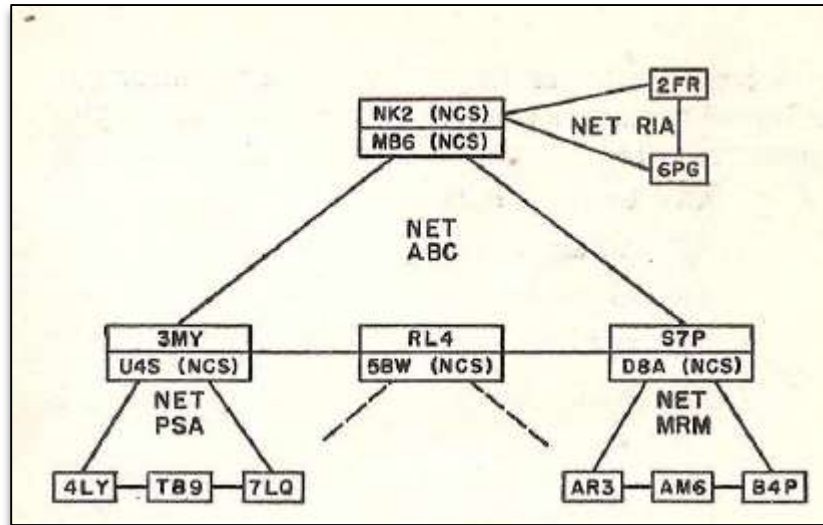 2FR
NK2 (NCS)
NET RIA
MB6 (NCS)
6PG
NET
ABC
3MY
RL4
S7P
U4S (NCS)
5BW (NCS)
D8A (NCS)
NET
PSA
NET
MRM
4LY
T89
7LQ
AR3
AM6
B4P